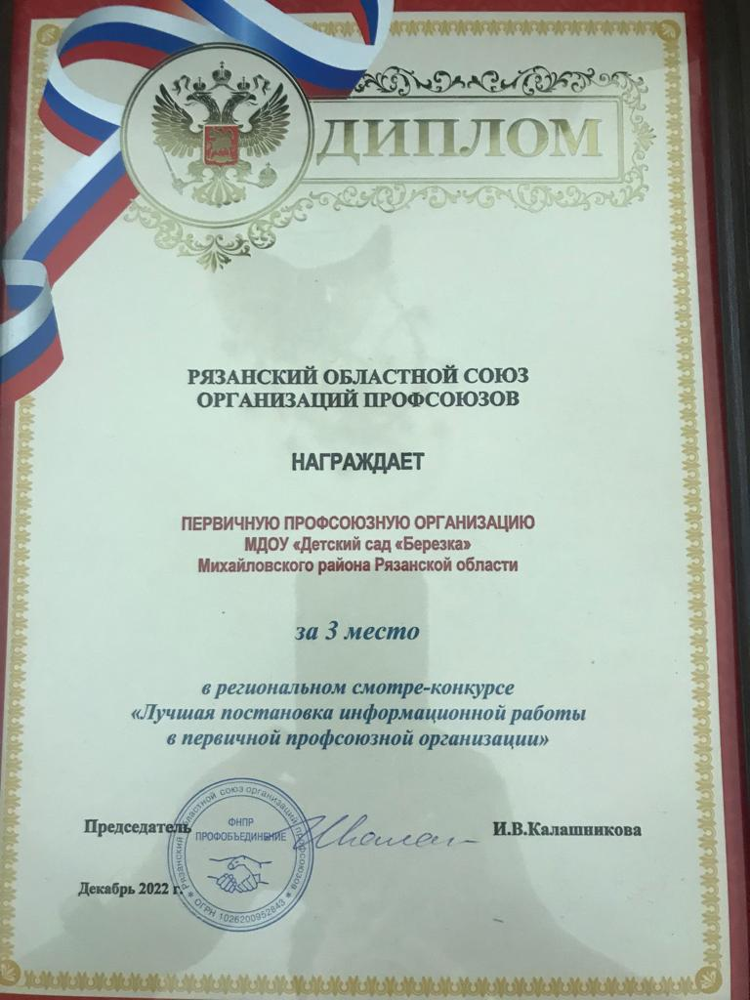 ДИПЛОМ
РЯЗАНСКИЙ ОБЛАСТНОЙ СОЮЗ
ОРГАНИЗАЦИЙ ПРОФСОЮЗОВ
НАГРАЖДАЕТ
ПЕРВИЧНУЮ ПРОФСОЮЗНУЮ ОРГАНИЗАЦИЮ
МДОУ «Детский сад «Березка»
Михайловского района Рязанской области
за 3 место
в региональном смотре-конкурсе
«Лучшая постановка информационной работы
в первичной профсоюзной организации»
Председатель
И.В.Калашникова
Рязанский областной союз организаций профсоюзов
ФНПР
ПРОФОБЪЕДИНЕНИЕ
ОГРН 1026200952843
Декабрь 2022 г.